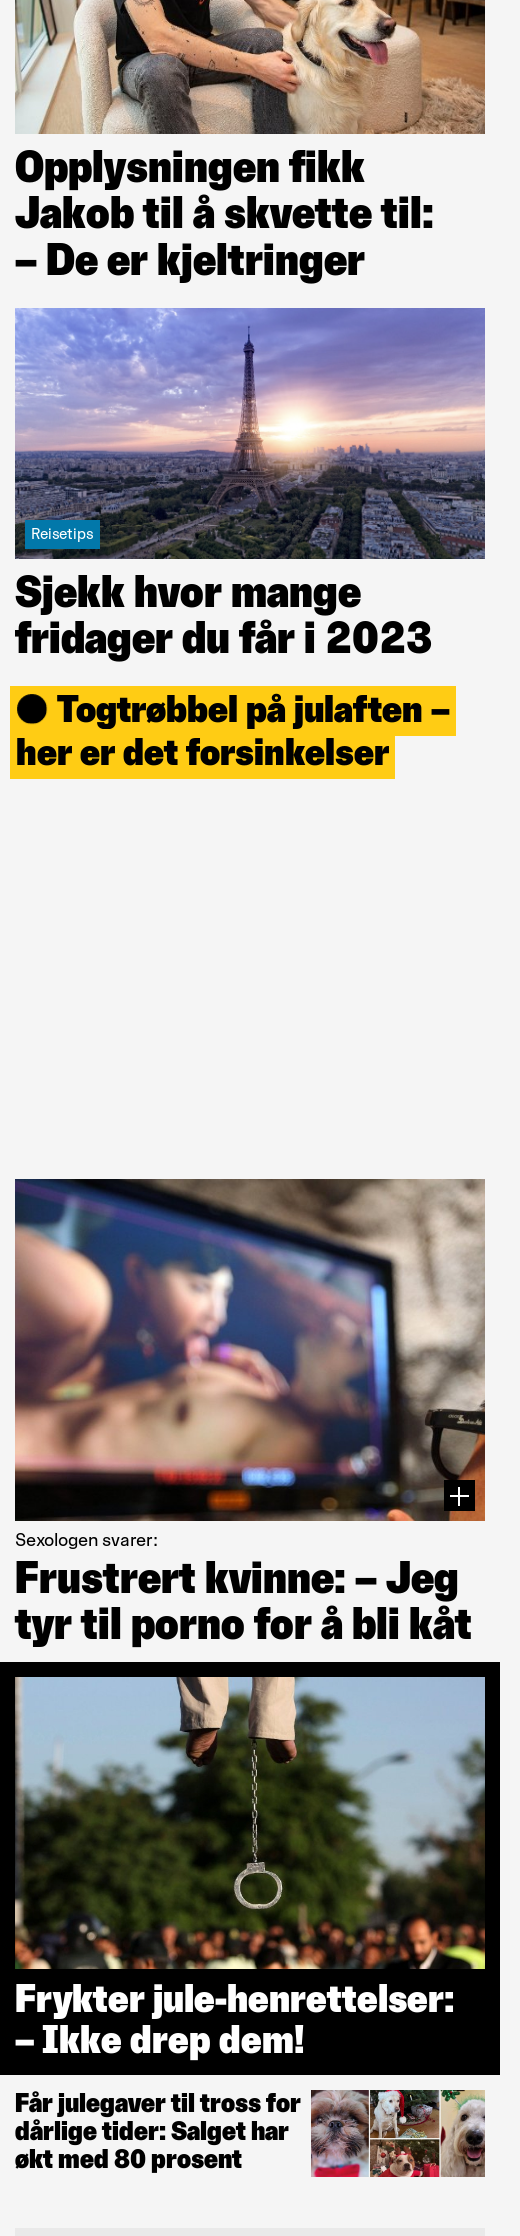 Opplysningen fikk
Jakob til å skvette til:
– De er kjeltringer
Reisetips
Sjekk hvor mange
fridager du får i 2023
Togtrøbbel på julaften –
her er det forsinkelser
Sexologen svarer:
Frustrert kvinne: – Jeg
tyr til porno for å bli kåt
Frykter jule-henrettelser:
– Ikke drep dem!
Får julegaver til tross for
dårlige tider: Salget har
økt med 80 prosent